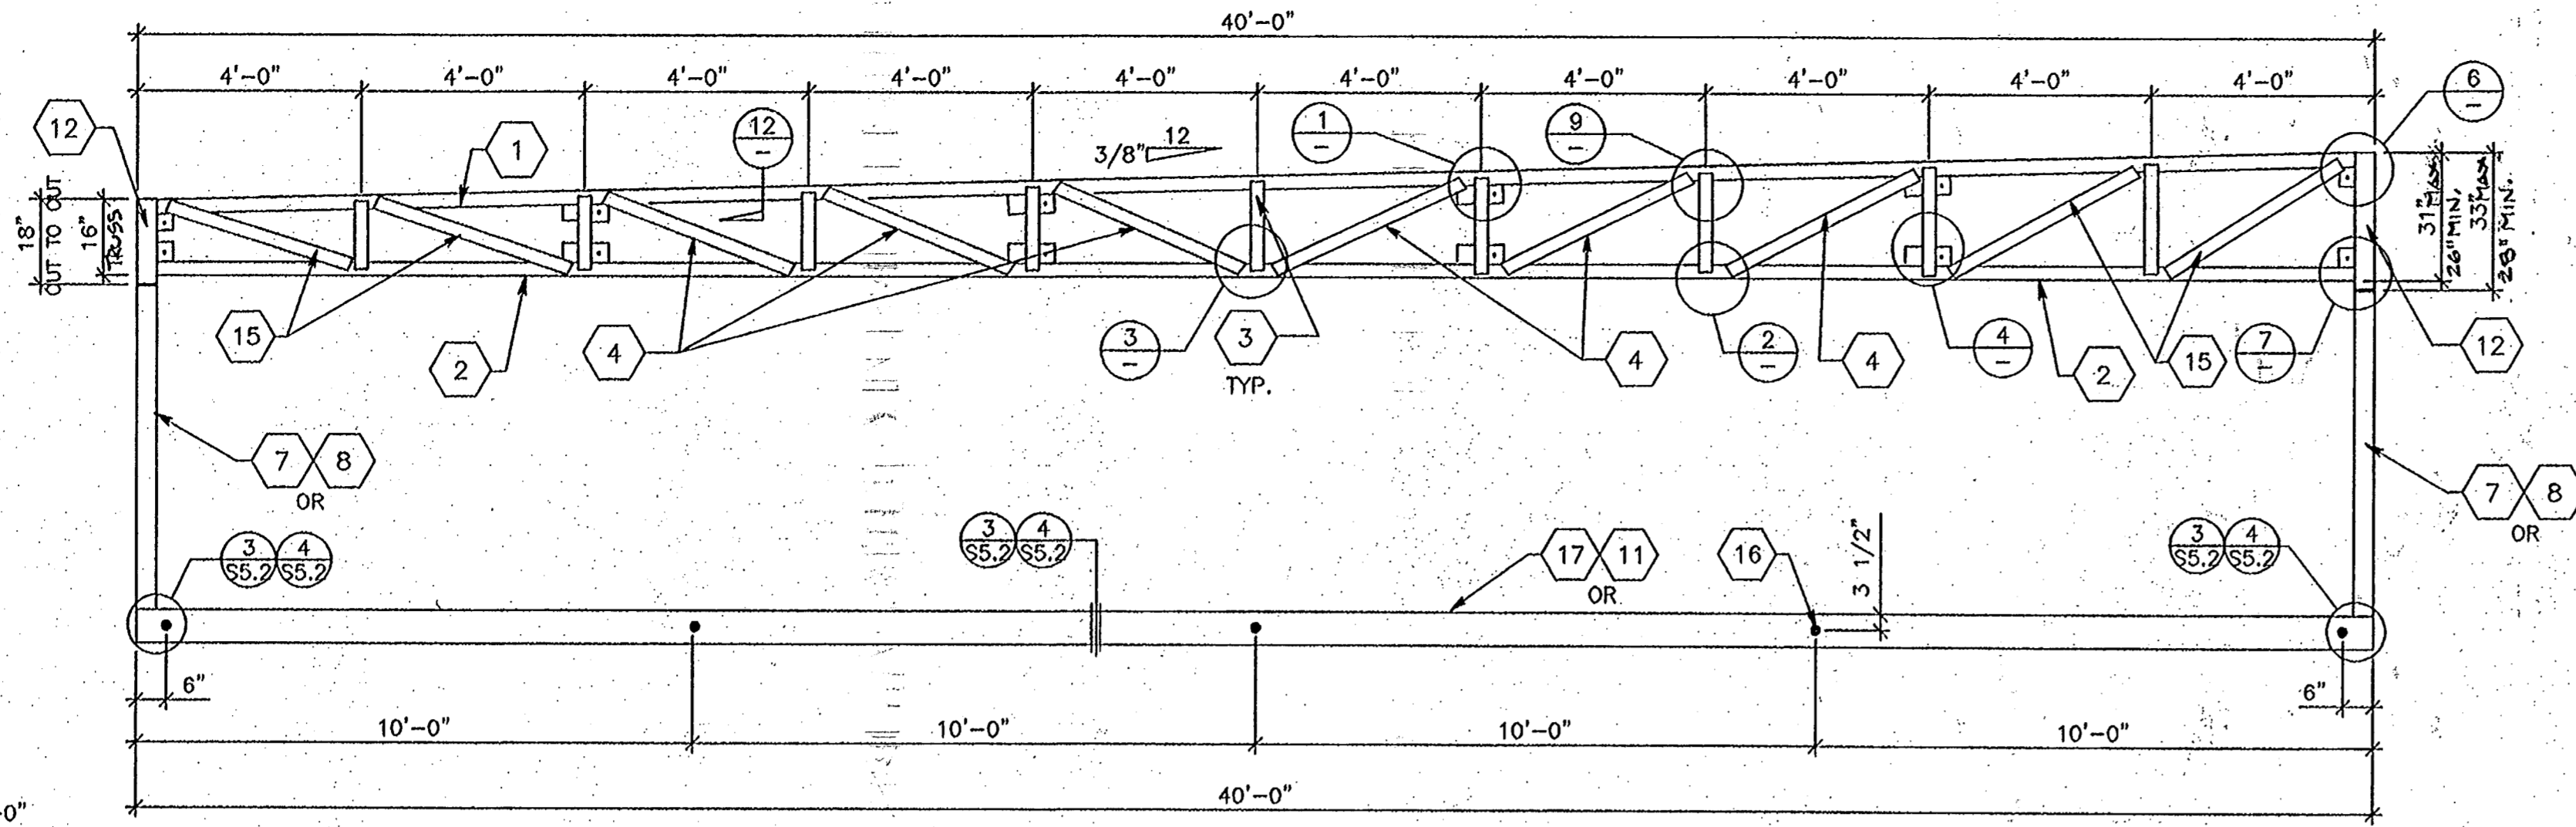 40'-0"
4'-0" 4'-0" 4'-0" 4'-0" 4'-0" 4'-0" 4'-0" 4'-0" 4'-0"
12
1
12
-
3/8" 12
1
-
9
-
6
-
18"
OUT TO OUT
16"
TRUSS
31" MAX
26" MIN.
33" MAX
28" MIN.
15
2
4
3
-
3
TYP.
4
2
-
4
4
-
2
15
7
-
12
7 8
OR
7 8
OR
3 4
S5.2 S5.2
3 4
S5.2 S5.2
17 11
OR
16
3 1/2"
3 4
S5.2 S5.2
6"
6"
10'-0" 10'-0" 10'-0" 10'-0"
40'-0"
-0"